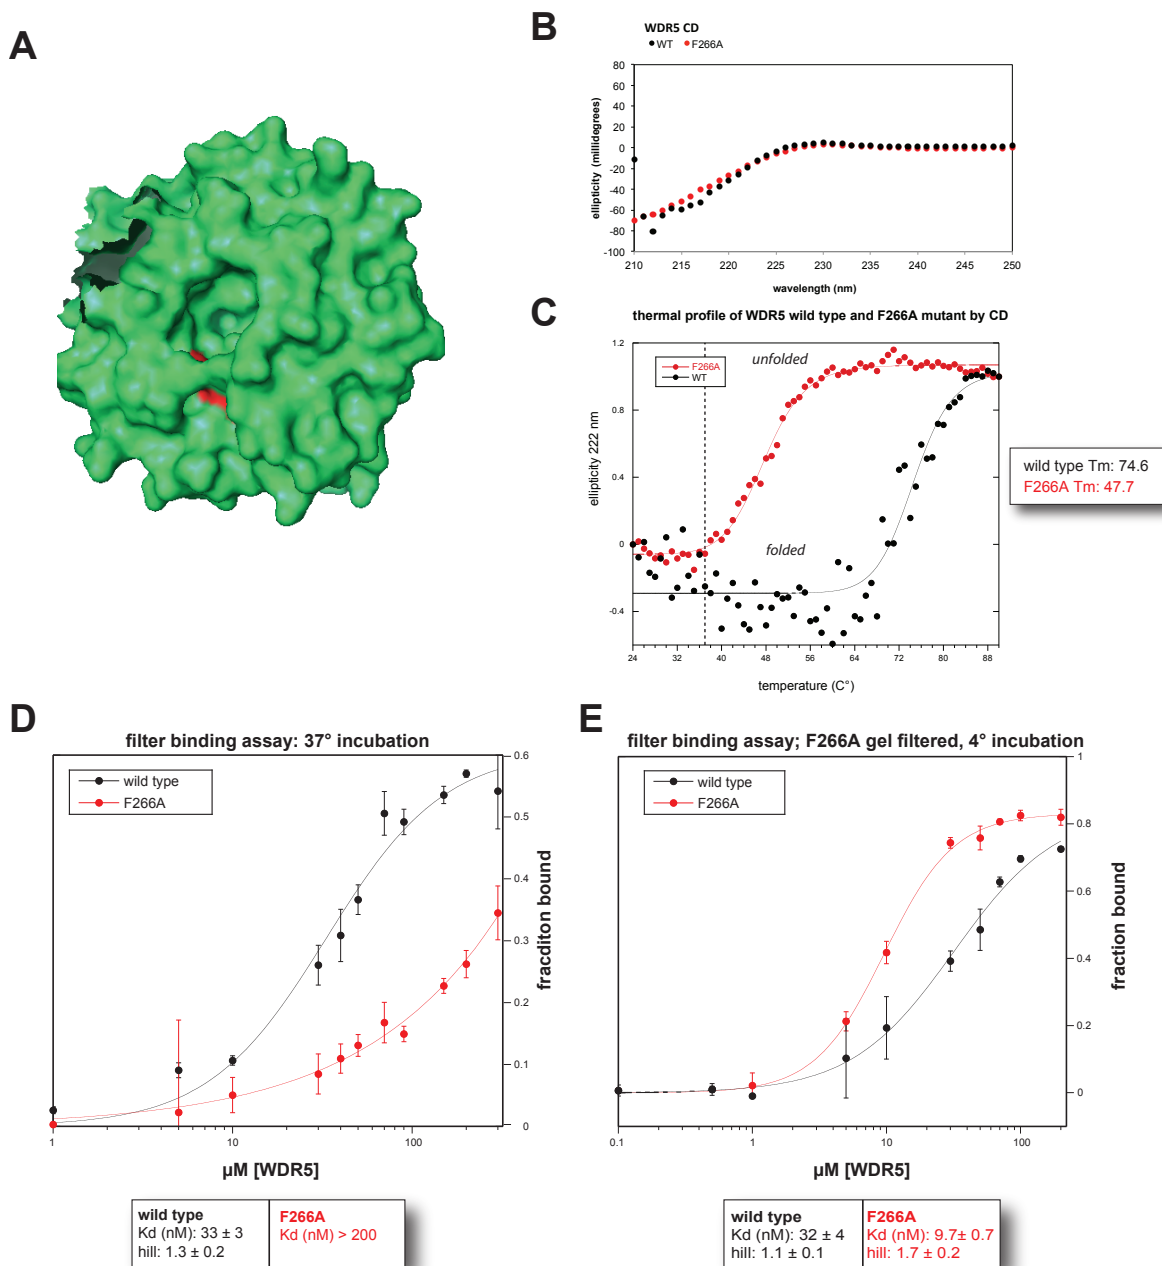 A
B
WDR5 CD
WT F266A
80
60
40
20
0
-20
-40
-60
-80
-100
ellipticity (millidegrees)
210 215 220 225 230 235 240 245 250
wavelength (nm)
C
thermal profile of WDR5 wild type and F266A mutant by CD
1.2
0.8
0.4
0
-0.4
ellipticity 222 nm
F266A
WT
unfolded
folded
24 32 40 48 56 64 72 80 88
temperature (C°)
wild type Tm: 74.6
F266A Tm: 47.7
D
filter binding assay: 37° incubation
wild type
F266A
0.6
0.5
0.4
0.3
0.2
0.1
0
fracditon bound
1 10 100
µM [WDR5]
wild type
Kd (nM): 33 ± 3
hill: 1.3 ± 0.2
F266A
Kd (nM) > 200
E
filter binding assay; F266A gel filtered, 4° incubation
wild type
F266A
1
0.8
0.6
0.4
0.2
0
fraction bound
0.1 1 10 100
µM [WDR5]
wild type
Kd (nM): 32 ± 4
hill: 1.1 ± 0.1
F266A
Kd (nM): 9.7± 0.7
hill: 1.7 ± 0.2